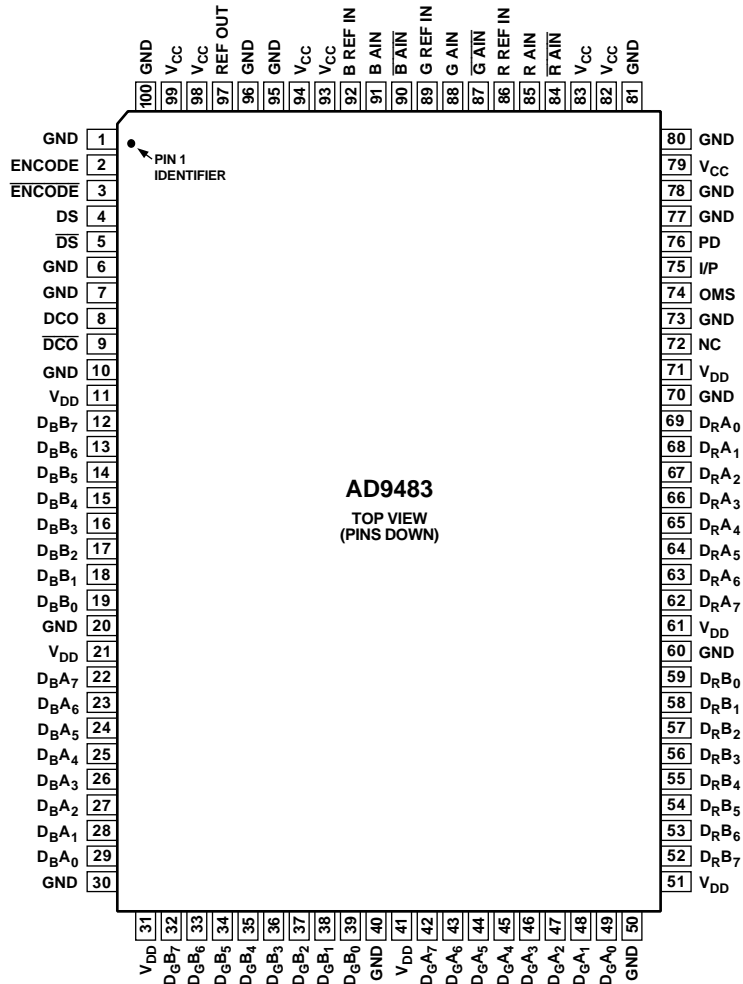 100 GND
99 VCC
98 VCC
97 REF OUT
96 GND
95 GND
94 VCC
93 VCC
92 B REF IN
91 B AIN
90 B̅ ̅A̅I̅N̅
89 G REF IN
88 G AIN
87 G̅ ̅A̅I̅N̅
86 R REF IN
85 R AIN
84 R̅ ̅A̅I̅N̅
83 VCC
82 VCC
81 GND
GND 1
ENCODE 2
E̅N̅C̅O̅D̅E̅ 3
DS 4
D̅S̅ 5
GND 6
GND 7
DCO 8
D̅C̅O̅ 9
GND 10
VDD 11
DBB7 12
DBB6 13
DBB5 14
DBB4 15
DBB3 16
DBB2 17
DBB1 18
DBB0 19
GND 20
VDD 21
DBA7 22
DBA6 23
DBA5 24
DBA4 25
DBA3 26
DBA2 27
DBA1 28
DBA0 29
GND 30
PIN 1
IDENTIFIER
AD9483
TOP VIEW
(PINS DOWN)
80 GND
79 VCC
78 GND
77 GND
76 PD
75 I/P
74 OMS
73 GND
72 NC
71 VDD
70 GND
69 DRA0
68 DRA1
67 DRA2
66 DRA3
65 DRA4
64 DRA5
63 DRA6
62 DRA7
61 VDD
60 GND
59 DRB0
58 DRB1
57 DRB2
56 DRB3
55 DRB4
54 DRB5
53 DRB6
52 DRB7
51 VDD
VDD 31
DGB7 32
DGB6 33
DGB5 34
DGB4 35
DGB3 36
DGB2 37
DGB1 38
DGB0 39
GND 40
VDD 41
DGA7 42
DGA6 43
DGA5 44
DGA4 45
DGA3 46
DGA2 47
DGA1 48
DGA0 49
GND 50